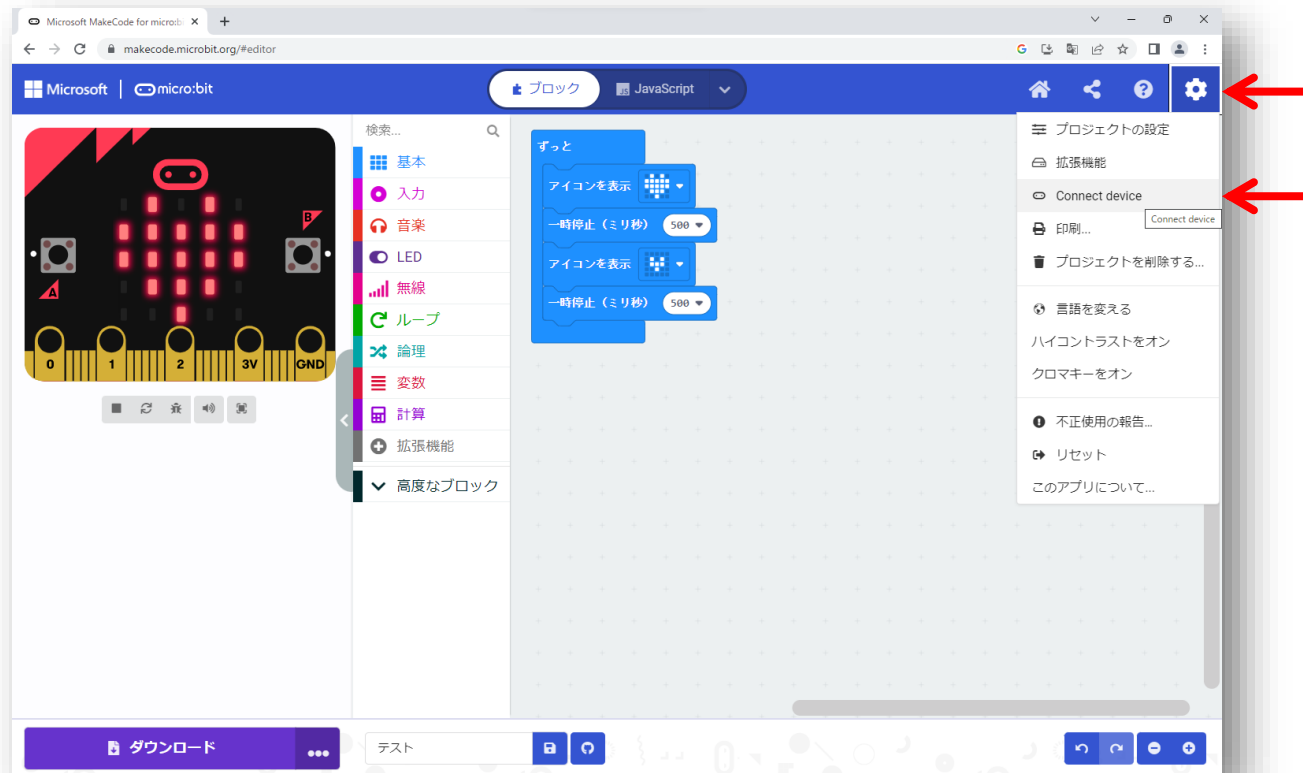 Microsoft MakeCode for micro:b
makecode.microbit.org/#editor
Microsoft
micro:bit
ブロック
JS
JavaScript
検索...
基本
入力
音楽
LED
無線
ループ
論理
変数
計算
拡張機能
高度なブロック
ずっと
アイコンを表示
一時停止（ミリ秒） 500
アイコンを表示
一時停止（ミリ秒） 500
プロジェクトの設定
拡張機能
Connect device
Connect device
印刷...
プロジェクトを削除する...
言語を変える
ハイコントラストをオン
クロマキーをオン
不正使用の報告...
リセット
このアプリについて...
B
A
0 1 2 3V GND
ダウンロード
テスト